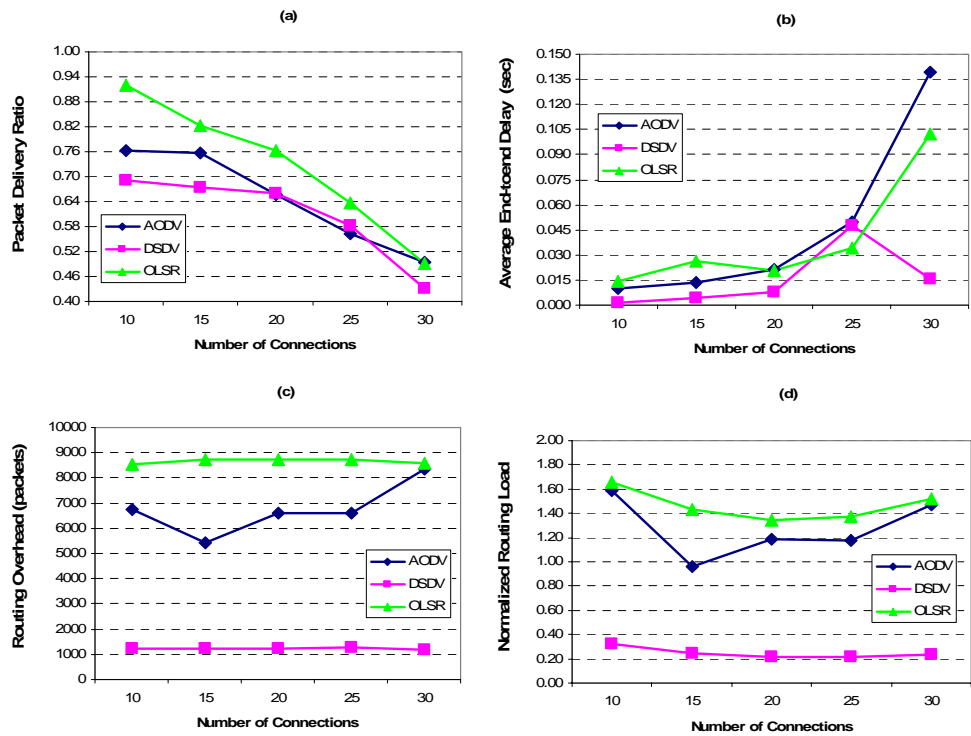 (a)
Packet Delivery Ratio
1.00
0.94
0.88
0.82
0.76
0.70
0.64
0.58
0.52
0.46
0.40
AODV
DSDV
OLSR
10 15 20 25 30
Number of Connections
(b)
Average End-toend Delay (sec)
0.150
0.135
0.120
0.105
0.090
0.075
0.060
0.045
0.030
0.015
0.000
AODV
DSDV
OLSR
10 15 20 25 30
Number of Connections
(c)
Routing Overhead (packets)
10000
9000
8000
7000
6000
5000
4000
3000
2000
1000
0
AODV
DSDV
OLSR
10 15 20 25 30
Number of Connections
(d)
Normalized Routing Load
2.00
1.80
1.60
1.40
1.20
1.00
0.80
0.60
0.40
0.20
0.00
AODV
DSDV
OLSR
10 15 20 25 30
Number of Connections